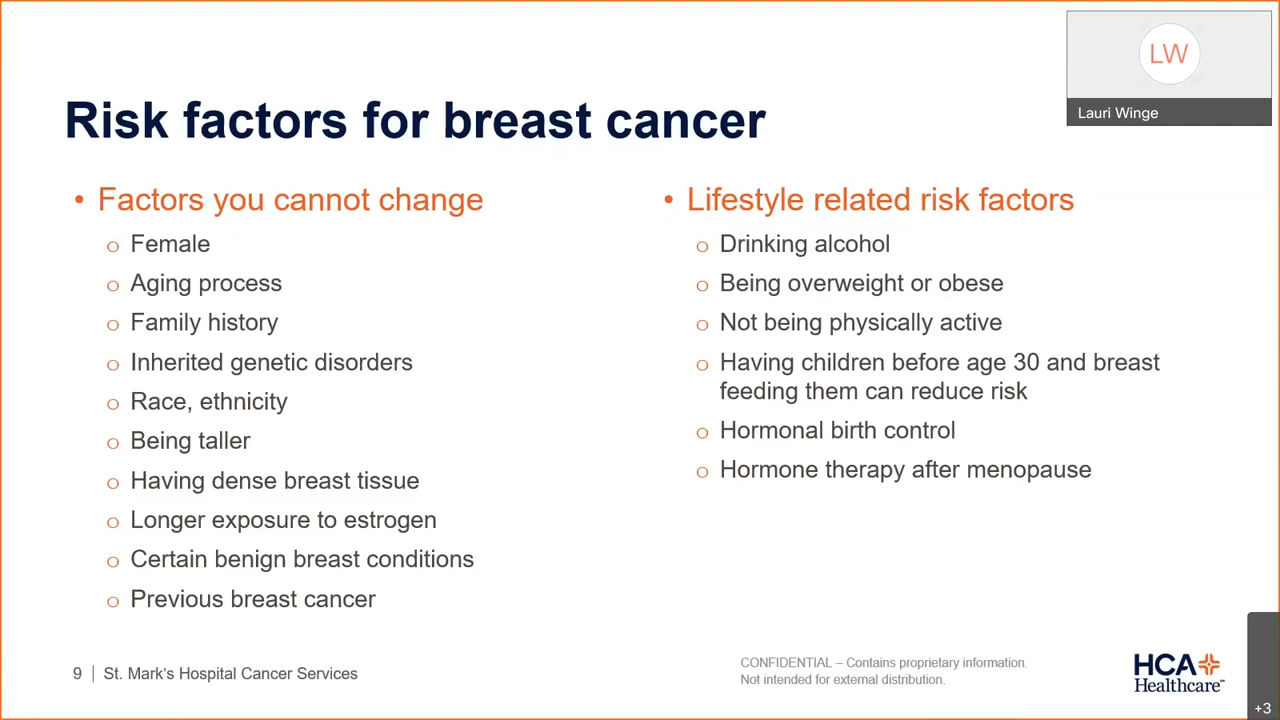 LW
Lauri Winge
Risk factors for breast cancer
• Factors you cannot change
o Female
o Aging process
o Family history
o Inherited genetic disorders
o Race, ethnicity
o Being taller
o Having dense breast tissue
o Longer exposure to estrogen
o Certain benign breast conditions
o Previous breast cancer
• Lifestyle related risk factors
o Drinking alcohol
o Being overweight or obese
o Not being physically active
o Having children before age 30 and breast
feeding them can reduce risk
o Hormonal birth control
o Hormone therapy after menopause
9 | St. Mark's Hospital Cancer Services
CONFIDENTIAL – Contains proprietary information.
Not intended for external distribution.
HCA
Healthcare™
+3